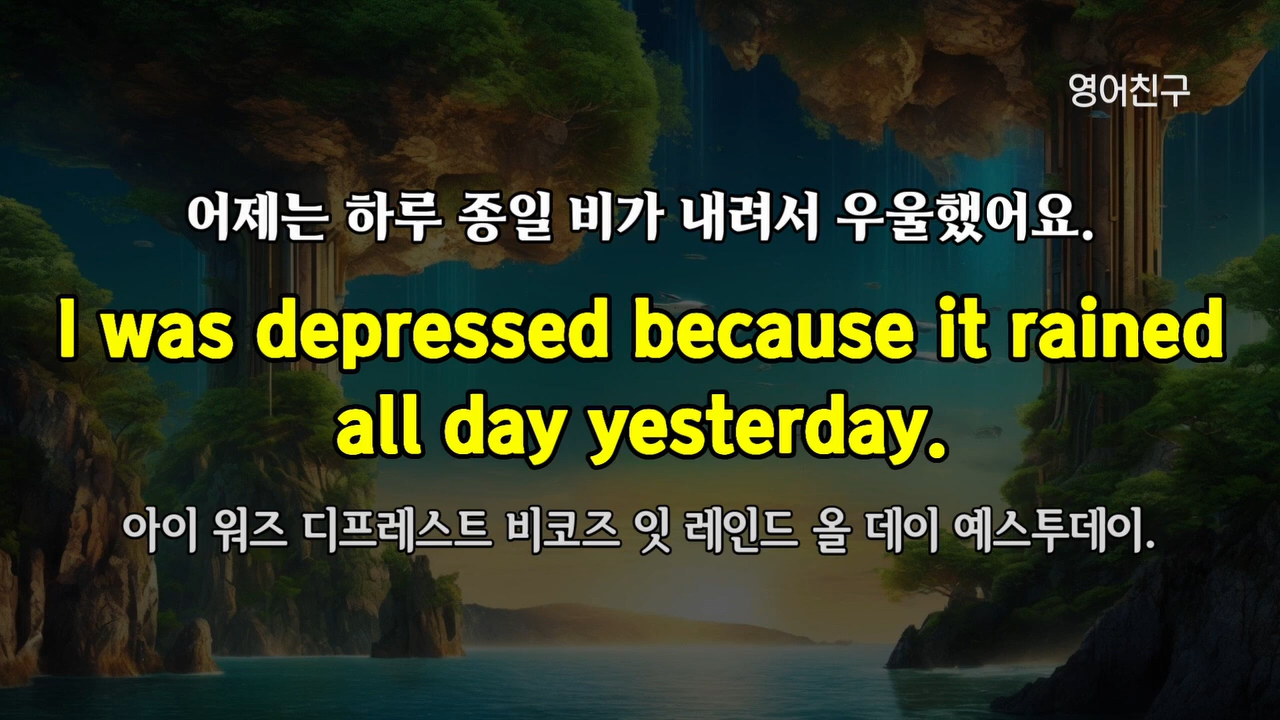 영어친구
어제는 하루 종일 비가 내려서 우울했어요.
I was depressed because it rained
all day yesterday.
아이 워즈 디프레스트 비코즈 잇 레인드 올 데이 예스투데이.